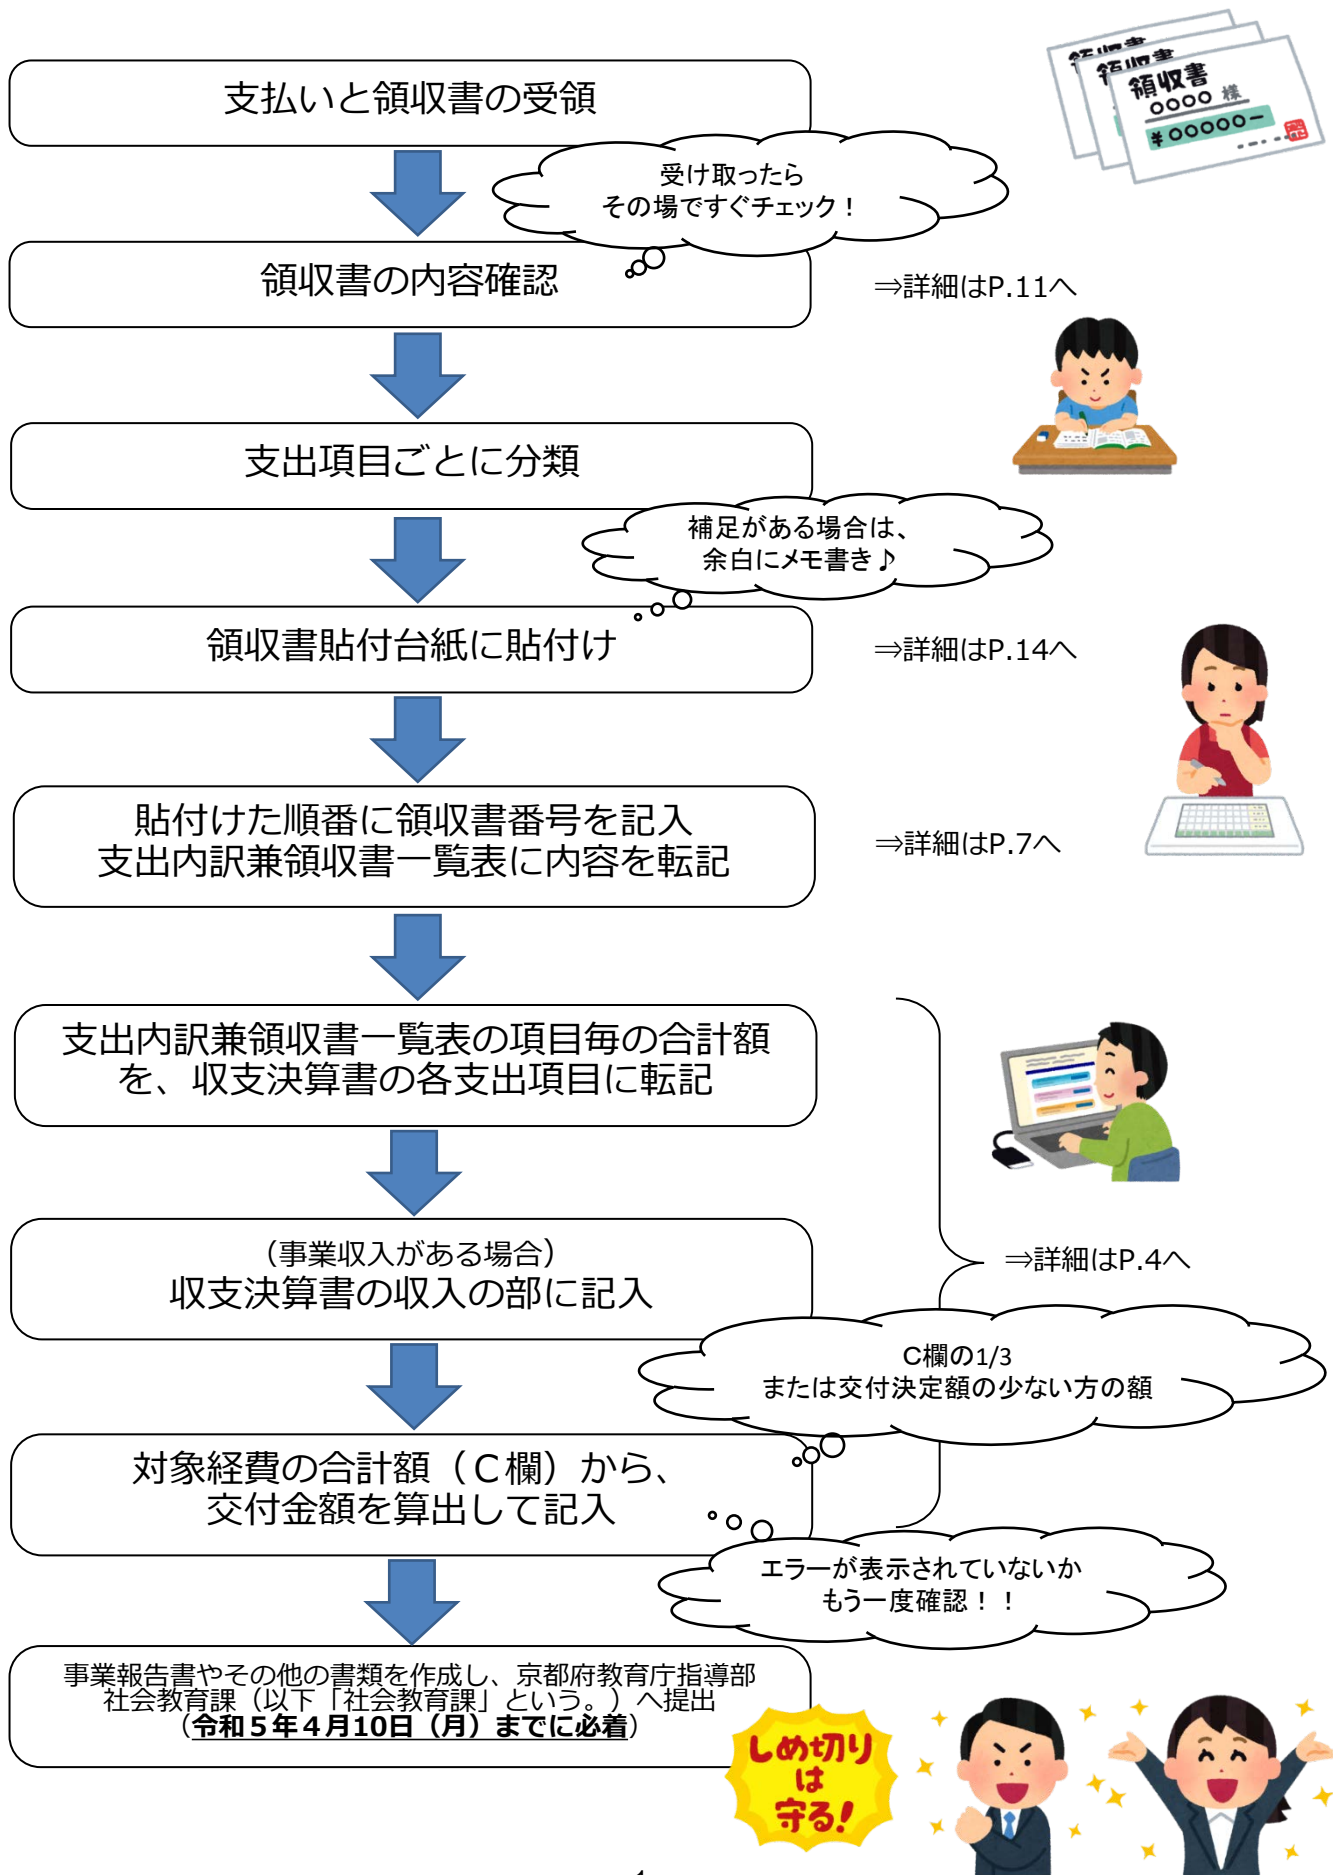 領収書
領収書
領収書
○○○○ 様
¥○○○○○ー
支払いと領収書の受領
受け取ったら
その場ですぐチェック！
領収書の内容確認
⇒詳細はP.11へ
支出項目ごとに分類
補足がある場合は、
余白にメモ書き♪
領収書貼付台紙に貼付け
⇒詳細はP.14へ
貼付けた順番に領収書番号を記入
支出内訳兼領収書一覧表に内容を転記
⇒詳細はP.7へ
支出内訳兼領収書一覧表の項目毎の合計額
を、収支決算書の各支出項目に転記
（事業収入がある場合）
収支決算書の収入の部に記入
⇒詳細はP.4へ
C欄の1/3
または交付決定額の少ない方の額
対象経費の合計額（Ｃ欄）から、
交付金額を算出して記入
エラーが表示されていないか
もう一度確認！！
事業報告書やその他の書類を作成し、京都府教育庁指導部
社会教育課（以下「社会教育課」という。）へ提出
（令和５年４月10日（月）までに必着）
しめ切り
は
守る!